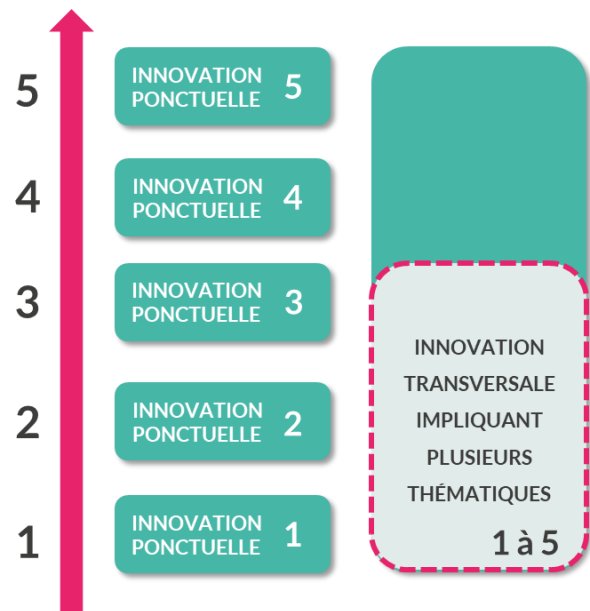 5
INNOVATION
PONCTUELLE 5
4
INNOVATION
PONCTUELLE 4
3
INNOVATION
PONCTUELLE 3
2
INNOVATION
PONCTUELLE 2
1
INNOVATION
PONCTUELLE 1
INNOVATION
TRANSVERSALE
IMPLIQUANT
PLUSIEURS
THÉMATIQUES
1 à 5